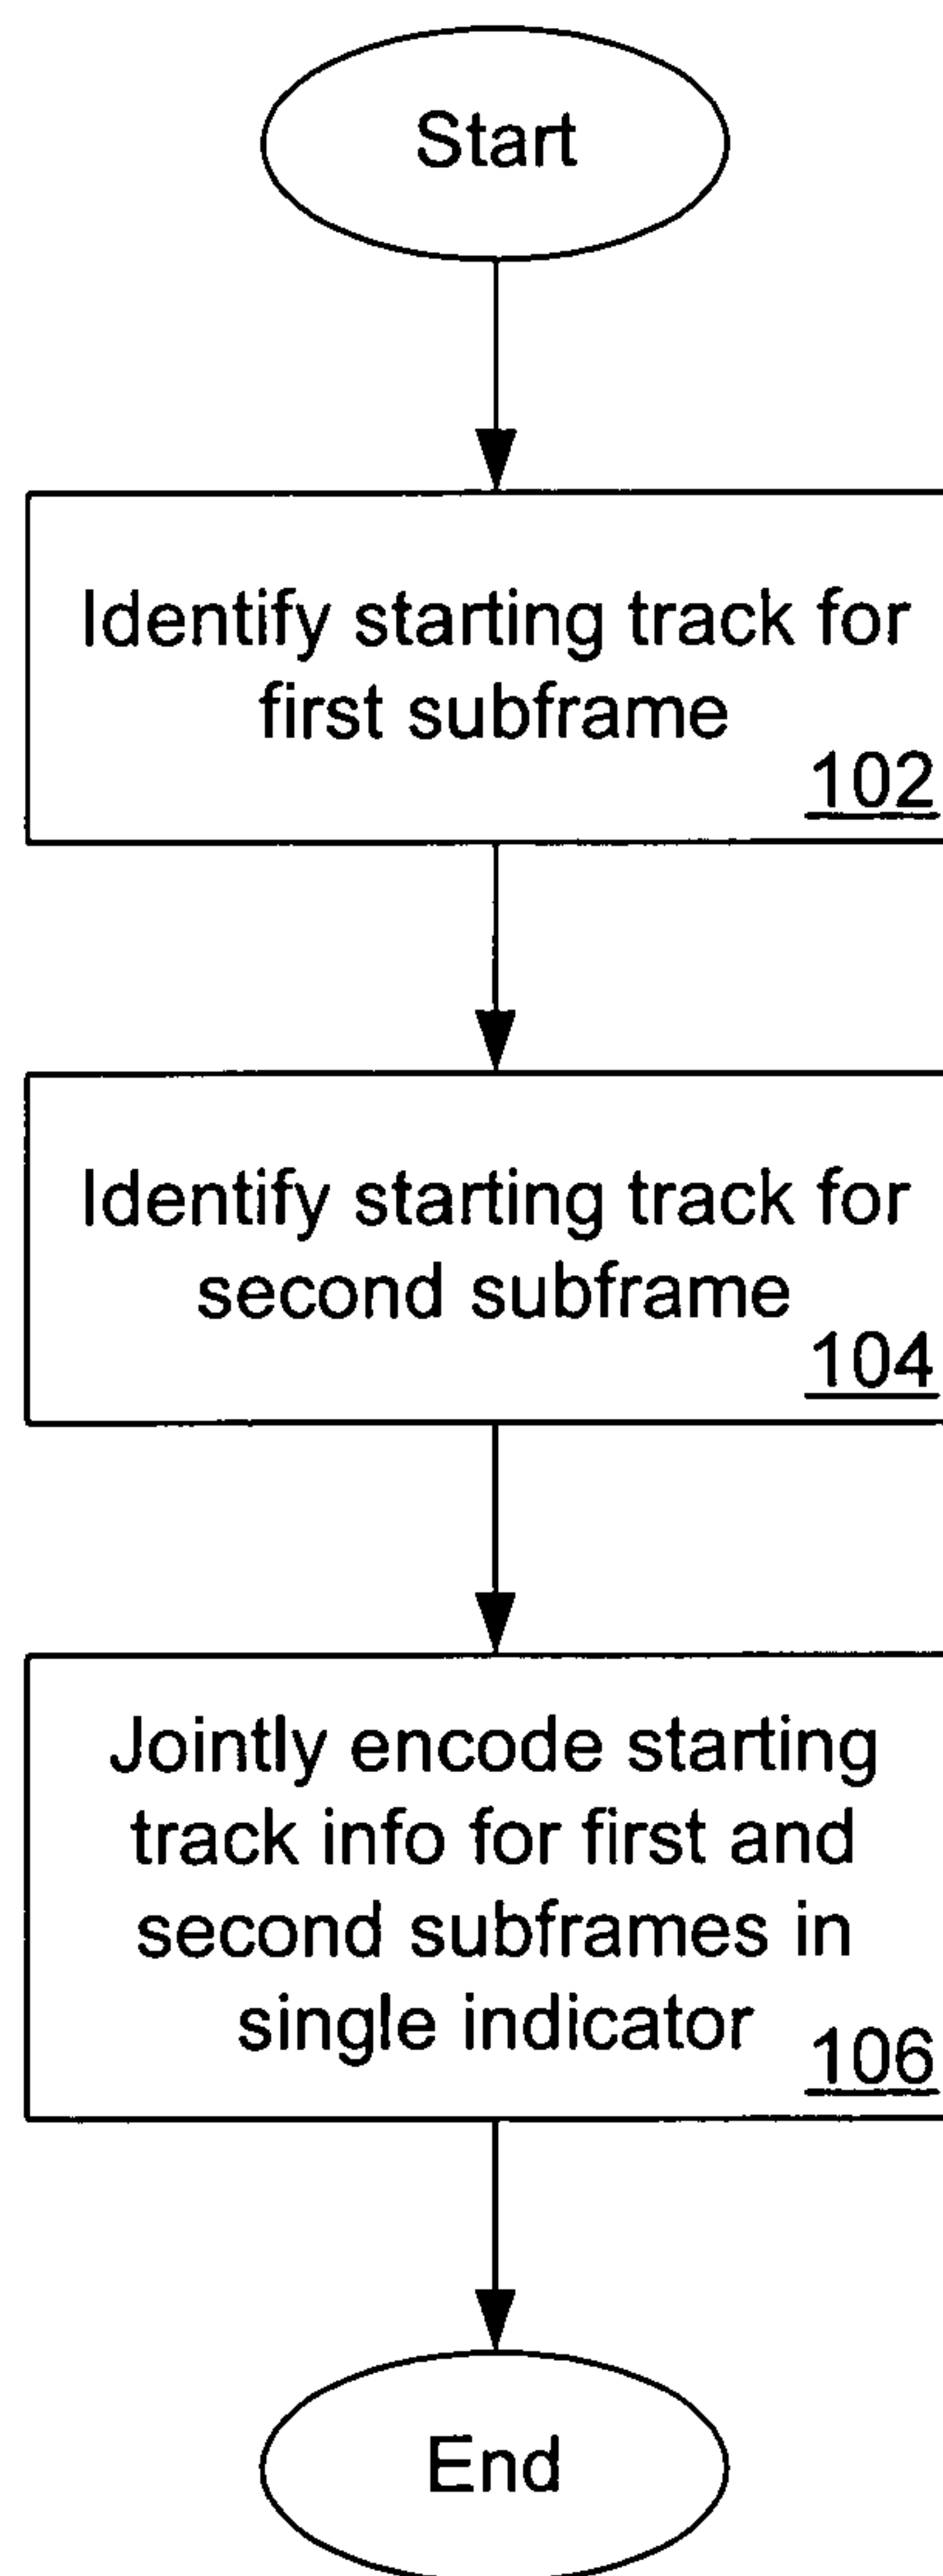 Start
Identify starting track for
first subframe
102
Identify starting track for
second subframe
104
Jointly encode starting
track info for first and
second subframes in
single indicator
106
End